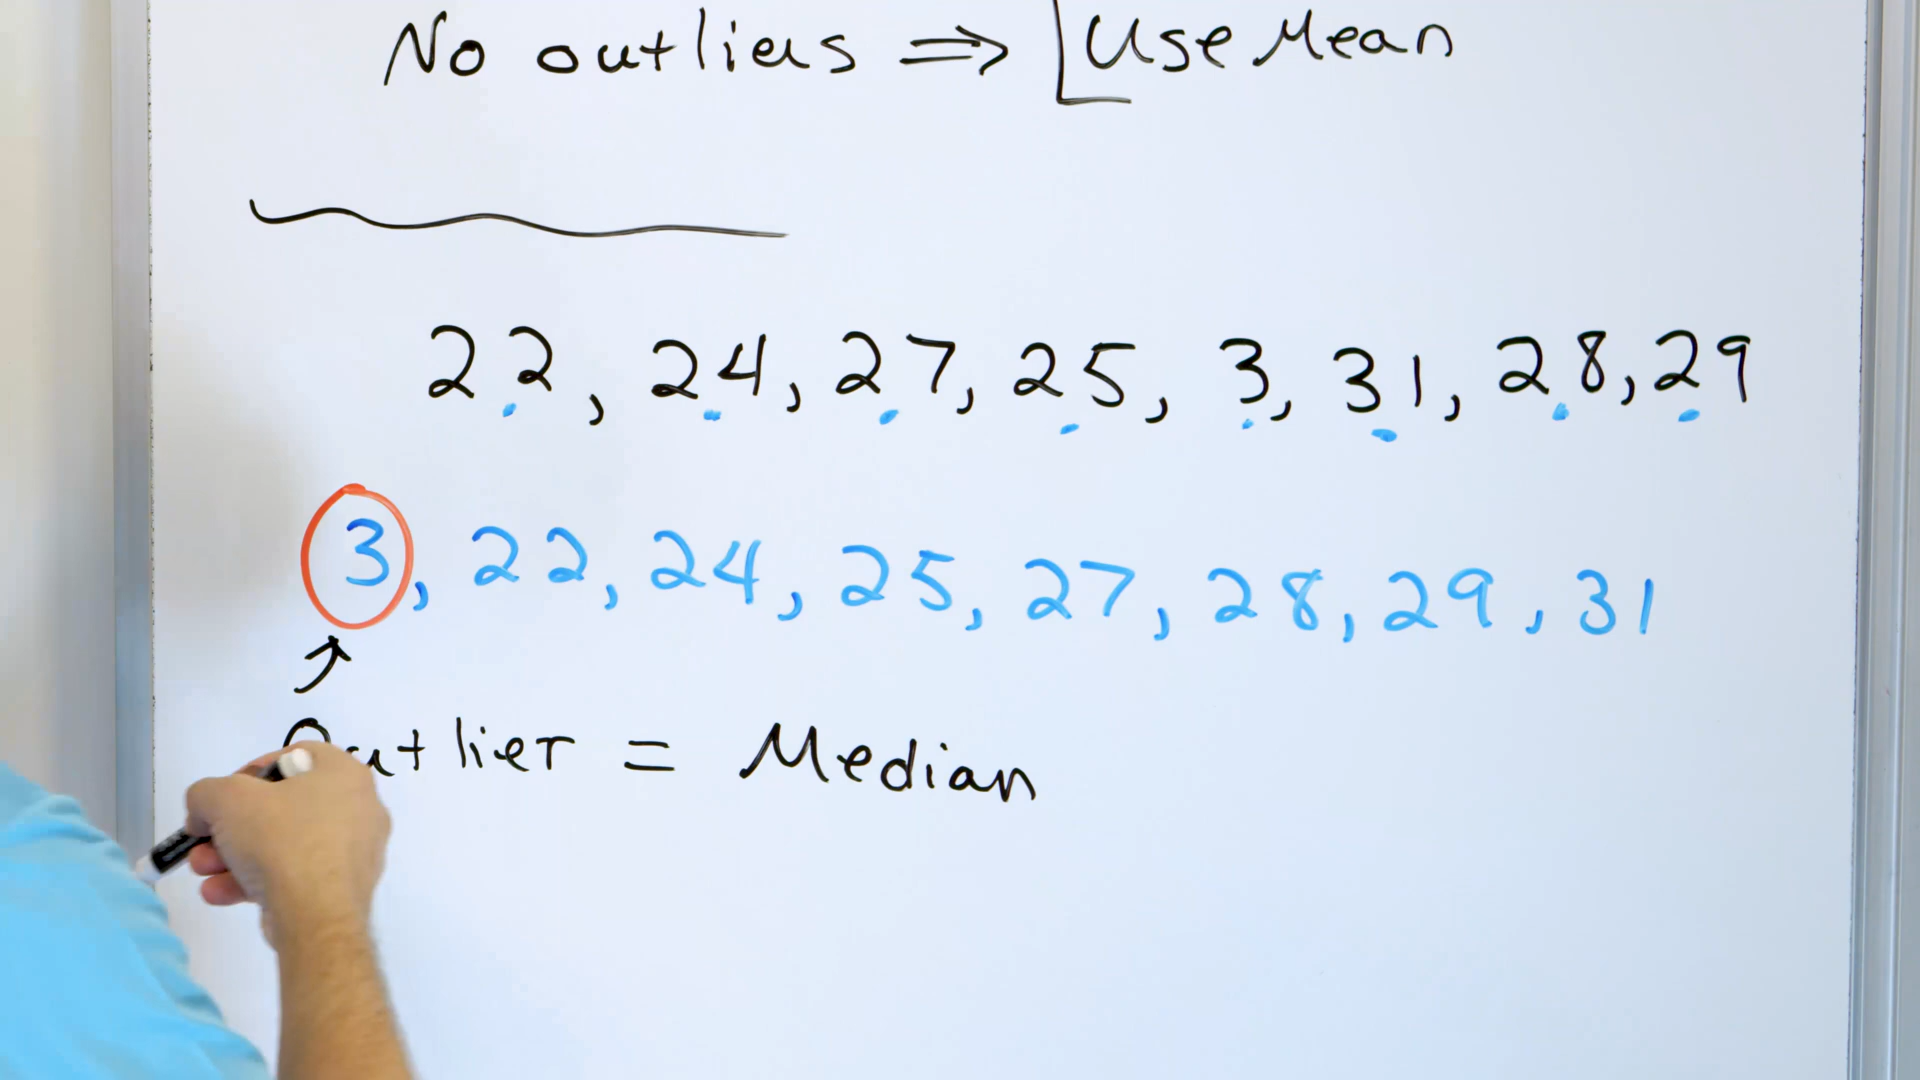 No outliers ⇒ Use Mean
22, 24, 27, 25, 3, 31, 28, 29
3, 22, 24, 25, 27, 28, 29, 31
Outlier = Median